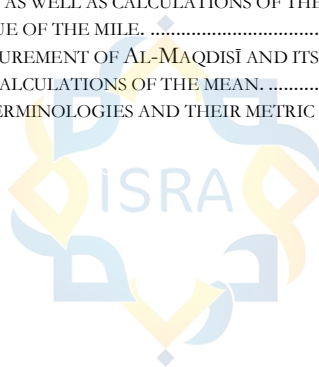 AS WELL AS CALCULATIONS OF THE
UE OF THE MILE. ........................................
UREMENT OF AL-MAQDISĪ AND ITS
CALCULATIONS OF THE MEAN. ............
ERMINOLOGIES AND THEIR METRIC
ISRA